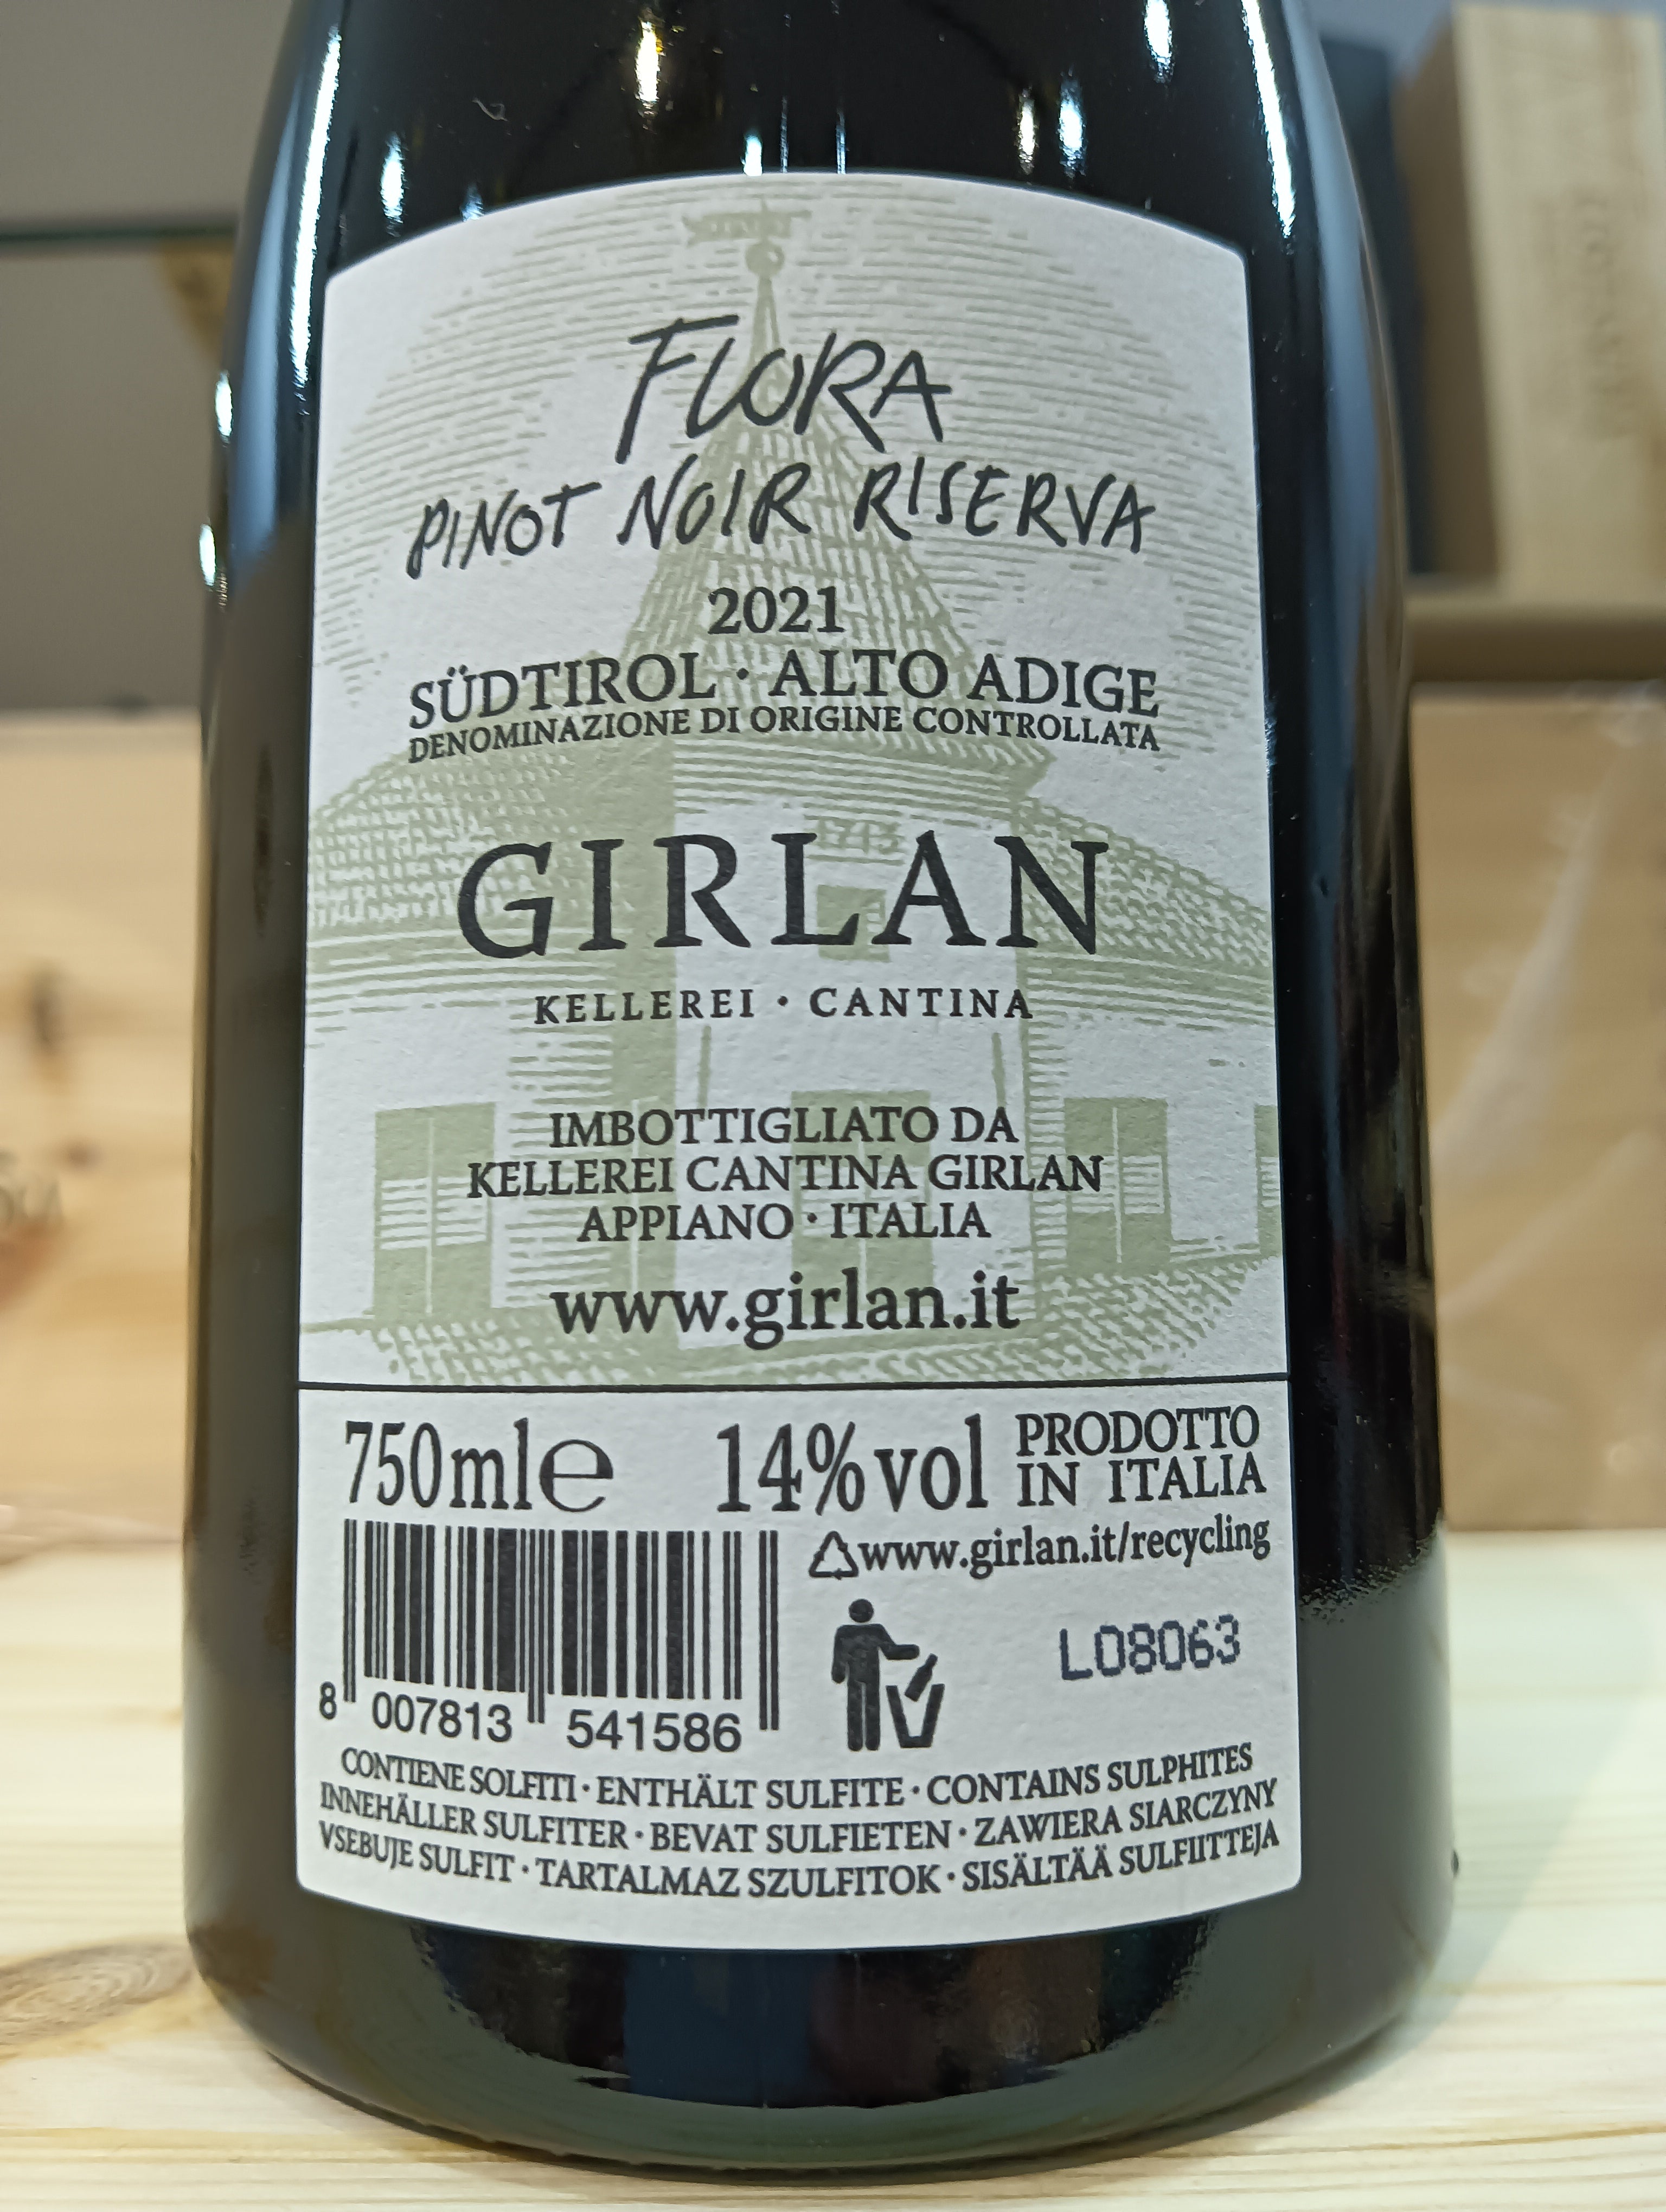 FLORA
PINOT NOIR RISERVA
2021
SÜDTIROL · ALTO ADIGE
DENOMINAZIONE DI ORIGINE CONTROLLATA
1713
GIRLAN
KELLEREI · CANTINA
IMBOTTIGLIATO DA
KELLEREI CANTINA GIRLAN
APPIANO · ITALIA
www.girlan.it
750ml℮ 14%vol PRODOTTO
IN ITALIA
www.girlan.it/recycling
L08063
8 007813 541586
CONTIENE SOLFITI · ENTHÄLT SULFITE · CONTAINS SULPHITES
INNEHÄLLER SULFITER · BEVAT SULFIETEN · ZAWIERA SIARCZYNY
VSEBUJE SULFIT · TARTALMAZ SZULFITOK · SISÄLTÄÄ SULFIITTEJA